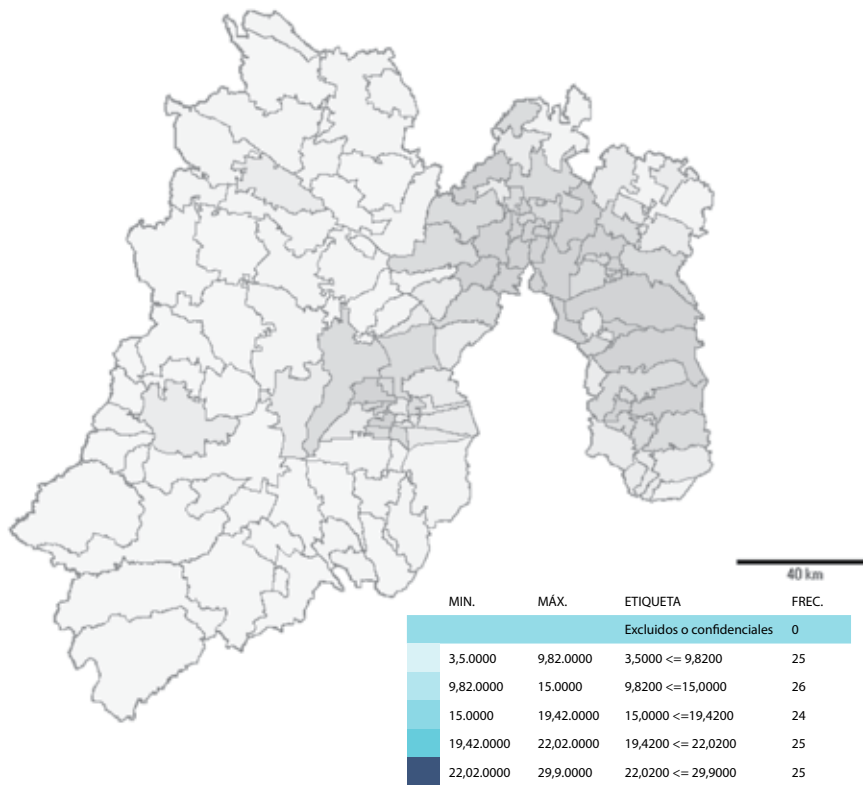 40 km
MIN. MÁX. ETIQUETA FREC.
Excluidos o confidenciales 0
3,5.0000 9,82.0000 3,5000 <= 9,8200 25
9,82.0000 15.0000 9,8200 <=15,0000 26
15.0000 19,42.0000 15,0000 <=19,4200 24
19,42.0000 22,02.0000 19,4200 <= 22,0200 25
22,02.0000 29,9.0000 22,0200 <= 29,9000 25